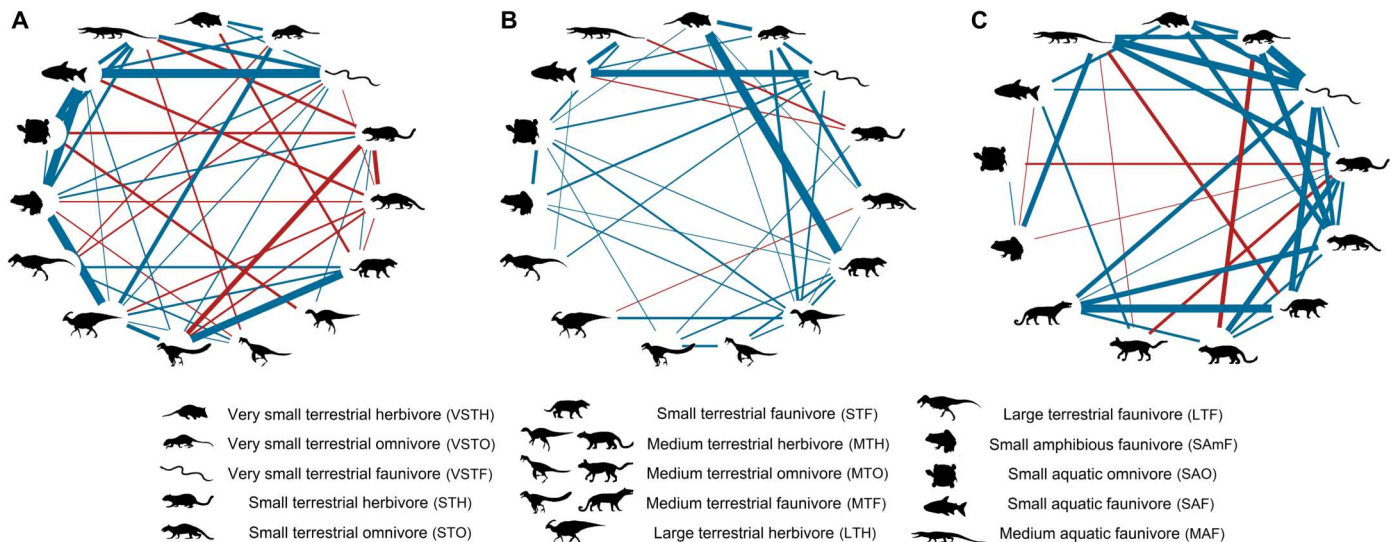 A
B
C
Very small terrestrial herbivore (VSTH)
Very small terrestrial omnivore (VSTO)
Very small terrestrial faunivore (VSTF)
Small terrestrial herbivore (STH)
Small terrestrial omnivore (STO)
Small terrestrial faunivore (STF)
Medium terrestrial herbivore (MTH)
Medium terrestrial omnivore (MTO)
Medium terrestrial faunivore (MTF)
Large terrestrial herbivore (LTH)
Large terrestrial faunivore (LTF)
Small amphibious faunivore (SAmF)
Small aquatic omnivore (SAO)
Small aquatic faunivore (SAF)
Medium aquatic faunivore (MAF)